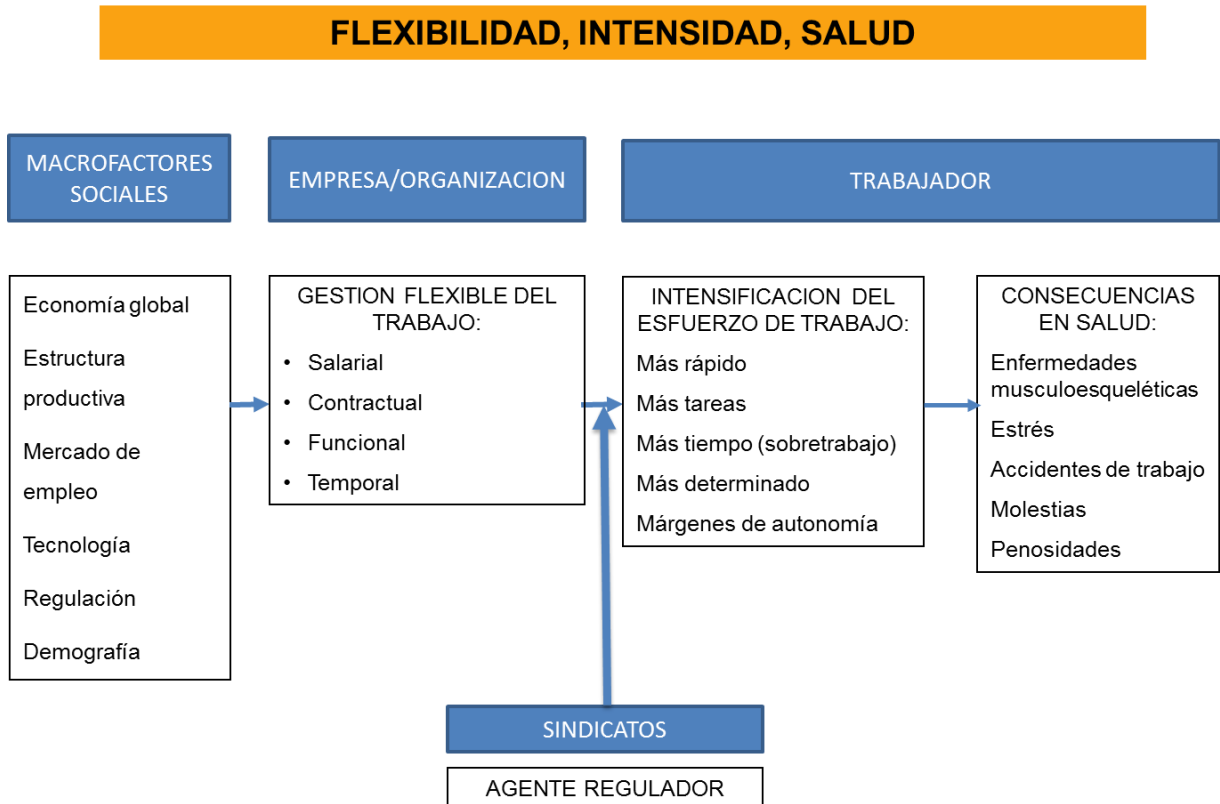 FLEXIBILIDAD, INTENSIDAD, SALUD
MACROFACTORES
SOCIALES
EMPRESA/ORGANIZACION
TRABAJADOR
Economía global
Estructura
productiva
Mercado de
empleo
Tecnología
Regulación
Demografía
GESTION FLEXIBLE DEL
TRABAJO:
• Salarial
• Contractual
• Funcional
• Temporal
INTENSIFICACION DEL
ESFUERZO DE TRABAJO:
Más rápido
Más tareas
Más tiempo (sobretrabajo)
Más determinado
Márgenes de autonomía
CONSECUENCIAS
EN SALUD:
Enfermedades
musculoesqueléticas
Estrés
Accidentes de trabajo
Molestias
Penosidades
SINDICATOS
AGENTE REGULADOR